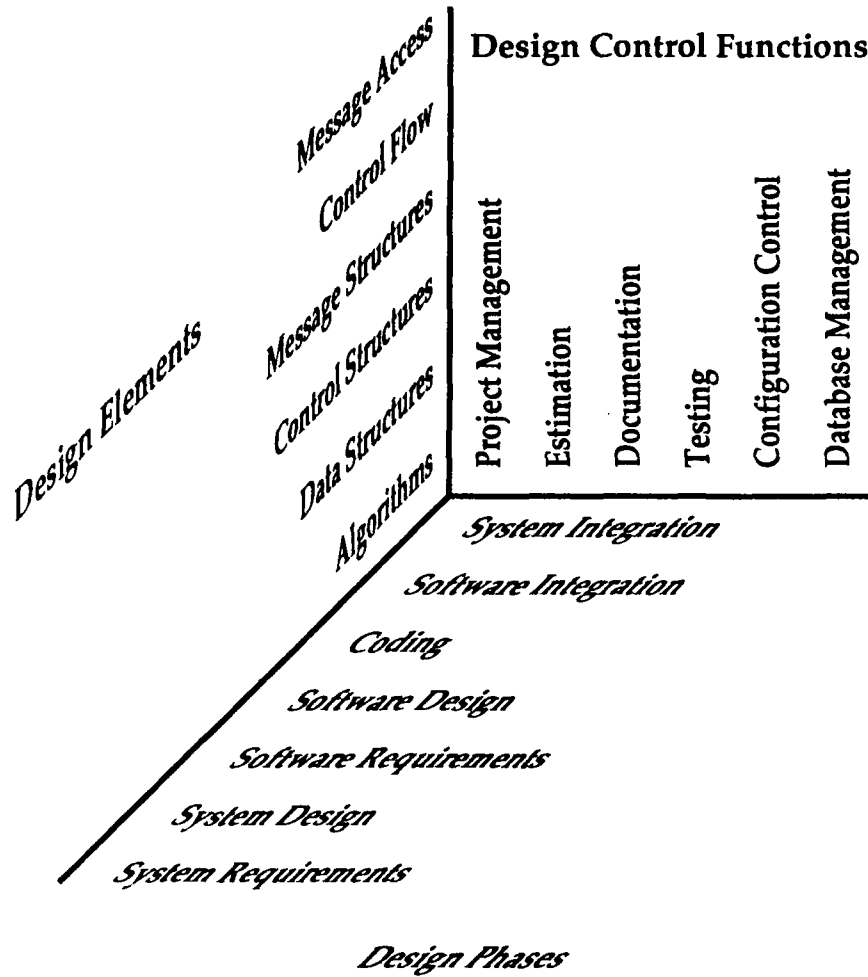 Design Control Functions
Message Access
Control Flow
Message Structures
Control Structures
Data Structures
Algorithms
Design Elements
Project Management
Estimation
Documentation
Testing
Configuration Control
Database Management
System Integration
Software Integration
Coding
Software Design
Software Requirements
System Design
System Requirements
Design Phases